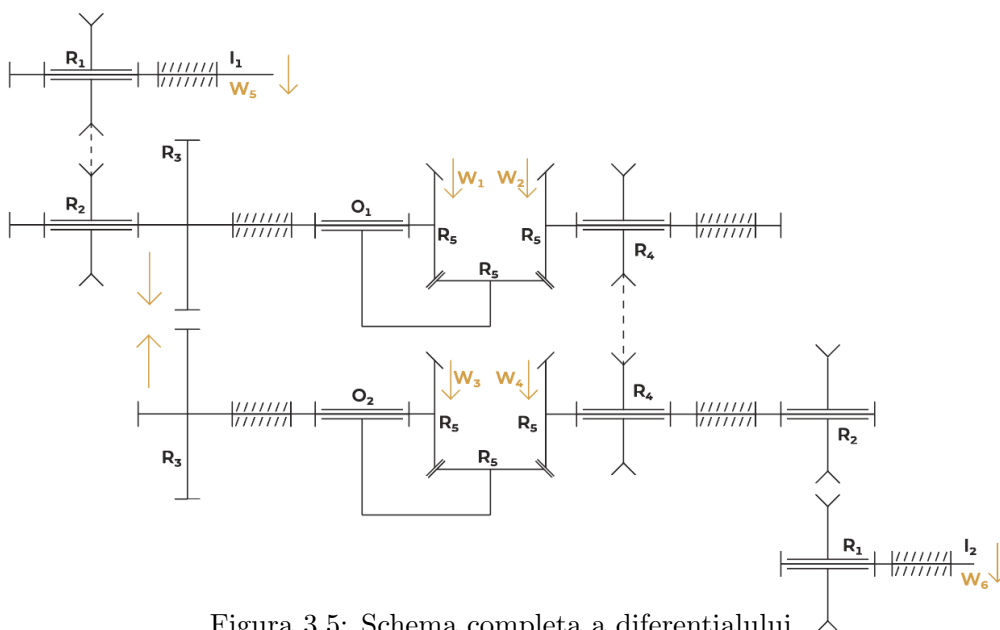 R₁ I₁
W₅
R₃
R₂ O₁ W₁ W₂
R₅ R₅ R₄
R₅
O₂ W₃ W₄ R₄
R₅ R₅ R₂
R₃ R₅
R₁ I₂
W₆
Figura 3.5: Schema completa a diferențialului